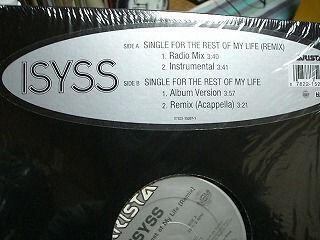 SIDE A SINGLE FOR THE REST OF MY LIFE (REMIX)
1. Radio Mix 3:40
2. Instrumental 3:41
ISYSS
SIDE B SINGLE FOR THE REST OF MY LIFE
1. Album Version 3:57
2. Remix (Acappella) 3:21
ARISTA
ISYSS